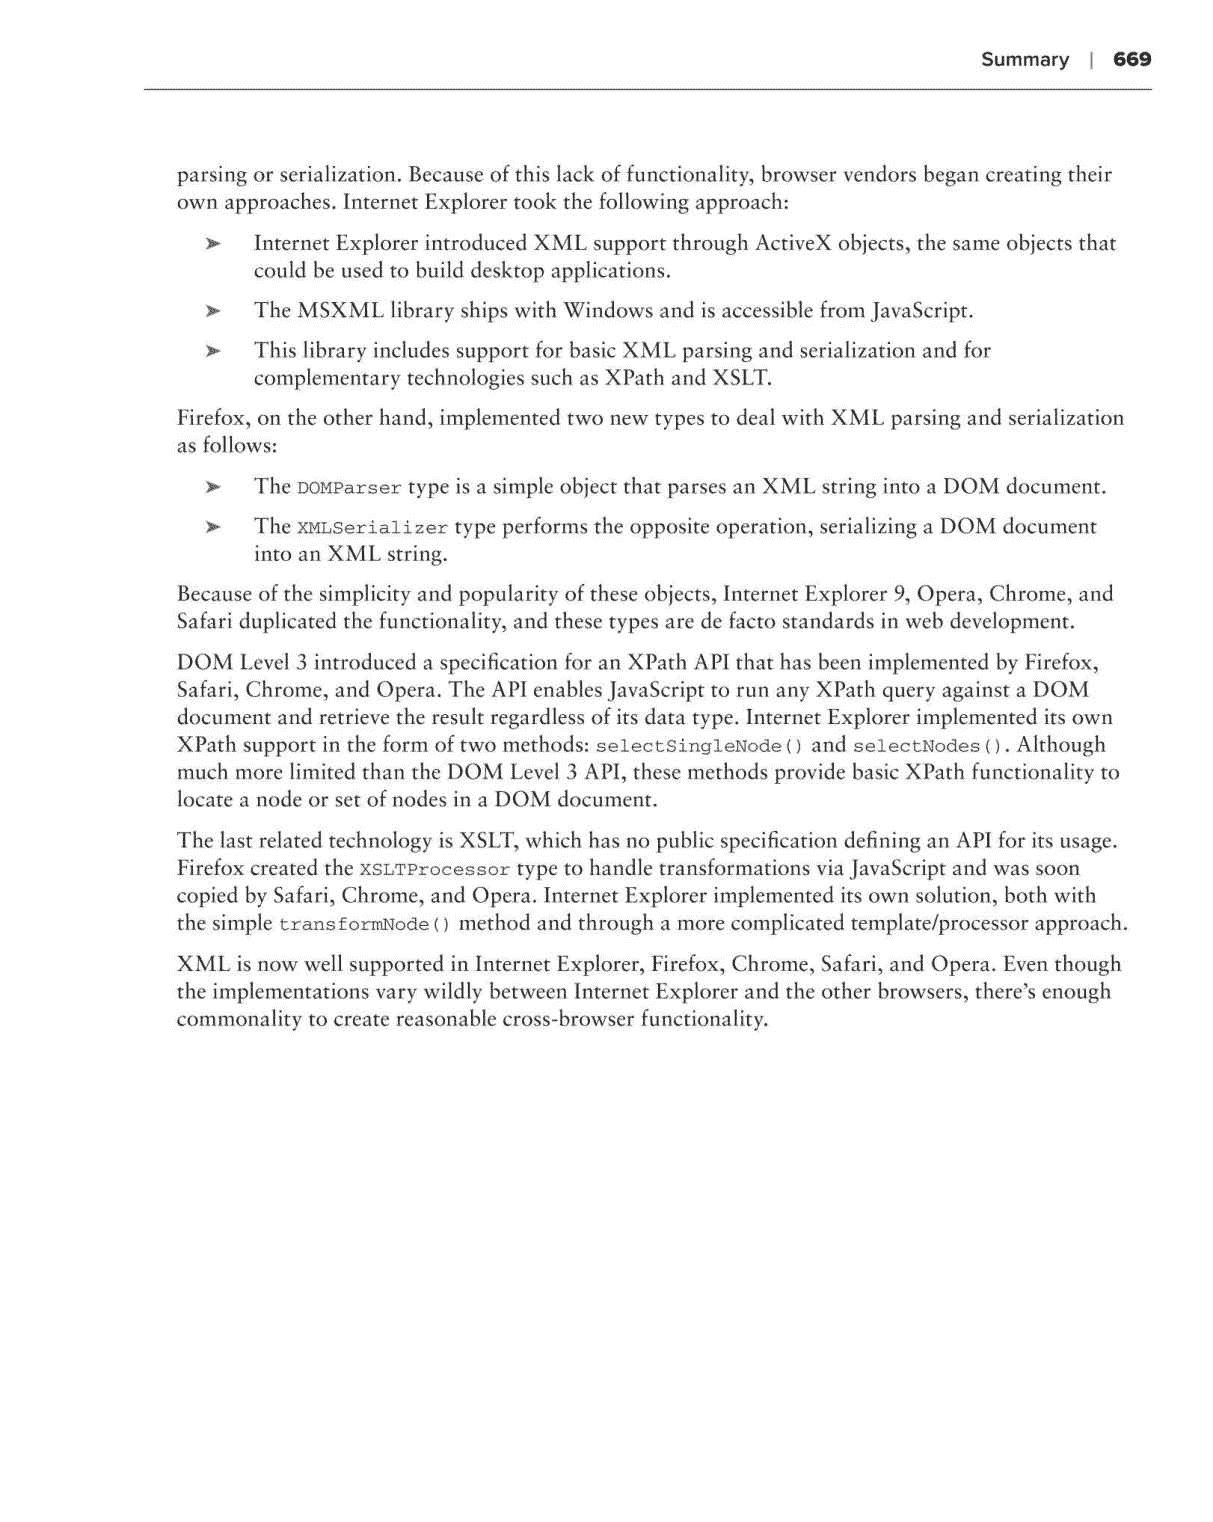 Summary | 669
parsing or serialization. Because of this lack of functionality, browser vendors began creating their
own approaches. Internet Explorer took the following approach:
➤ Internet Explorer introduced XML support through ActiveX objects, the same objects that
could be used to build desktop applications.
➤ The MSXML library ships with Windows and is accessible from JavaScript.
➤ This library includes support for basic XML parsing and serialization and for
complementary technologies such as XPath and XSLT.
Firefox, on the other hand, implemented two new types to deal with XML parsing and serialization
as follows:
➤ The DOMParser type is a simple object that parses an XML string into a DOM document.
➤ The XMLSerializer type performs the opposite operation, serializing a DOM document
into an XML string.
Because of the simplicity and popularity of these objects, Internet Explorer 9, Opera, Chrome, and
Safari duplicated the functionality, and these types are de facto standards in web development.
DOM Level 3 introduced a specification for an XPath API that has been implemented by Firefox,
Safari, Chrome, and Opera. The API enables JavaScript to run any XPath query against a DOM
document and retrieve the result regardless of its data type. Internet Explorer implemented its own
XPath support in the form of two methods: selectSingleNode() and selectNodes(). Although
much more limited than the DOM Level 3 API, these methods provide basic XPath functionality to
locate a node or set of nodes in a DOM document.
The last related technology is XSLT, which has no public specification defining an API for its usage.
Firefox created the XSLTProcessor type to handle transformations via JavaScript and was soon
copied by Safari, Chrome, and Opera. Internet Explorer implemented its own solution, both with
the simple transformNode() method and through a more complicated template/processor approach.
XML is now well supported in Internet Explorer, Firefox, Chrome, Safari, and Opera. Even though
the implementations vary wildly between Internet Explorer and the other browsers, there’s enough
commonality to create reasonable cross-browser functionality.